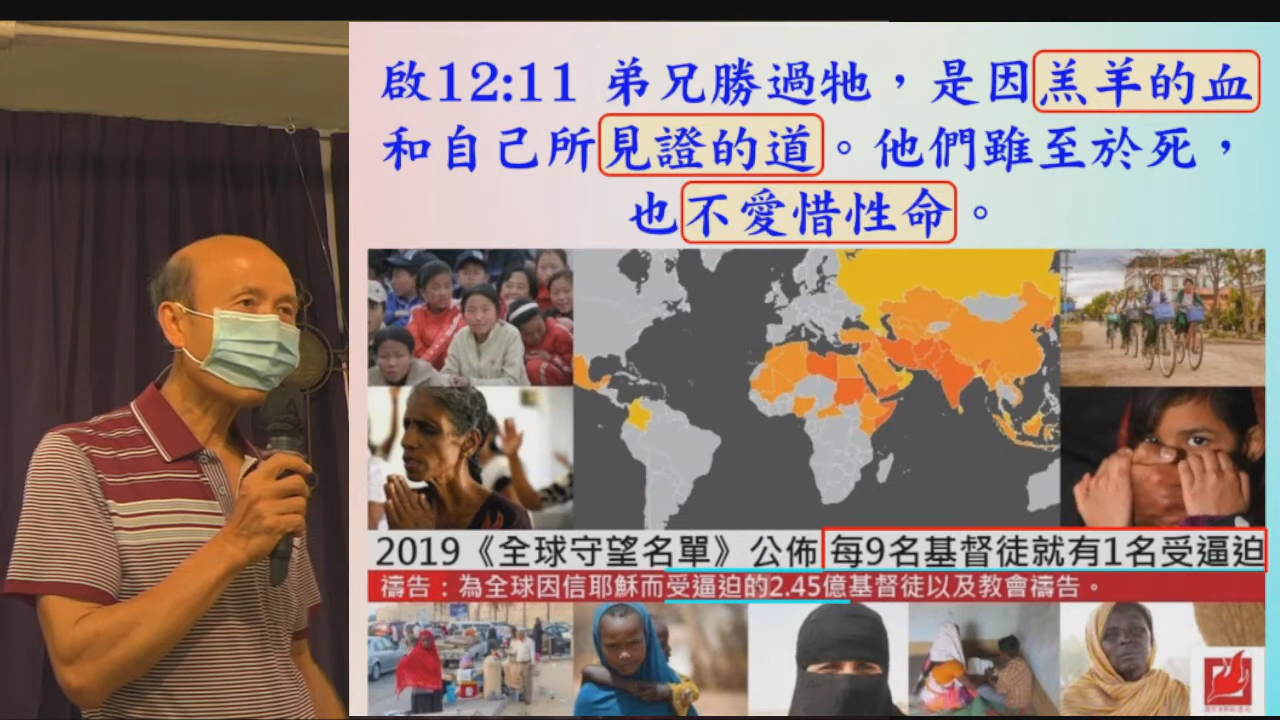 啟12:11 弟兄勝過牠，是因羔羊的血
和自己所見證的道。他們雖至於死，
也不愛惜性命。
2019《全球守望名單》公佈 每9名基督徒就有1名受逼迫
禱告：為全球因信耶穌而受逼迫的2.45億基督徒以及教會禱告。